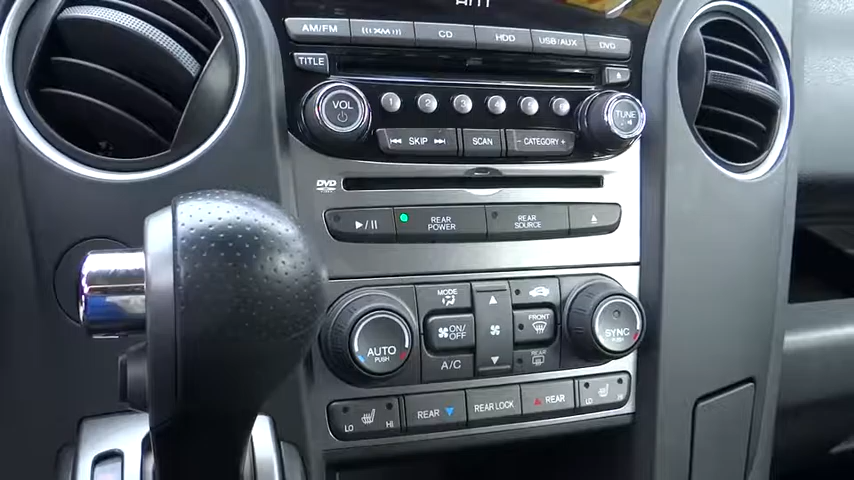 AM/FM ((XM)) CD HDD USB/AUX DVD
TITLE
VOL TUNE
1 2 3 4 5 6
SKIP SCAN - CATEGORY +
DVD
REAR POWER REAR SOURCE
MODE
AUTO PUSH ON/OFF FRONT SYNC PUSH
A/C REAR
LO HI REAR REAR LOCK REAR LO HI